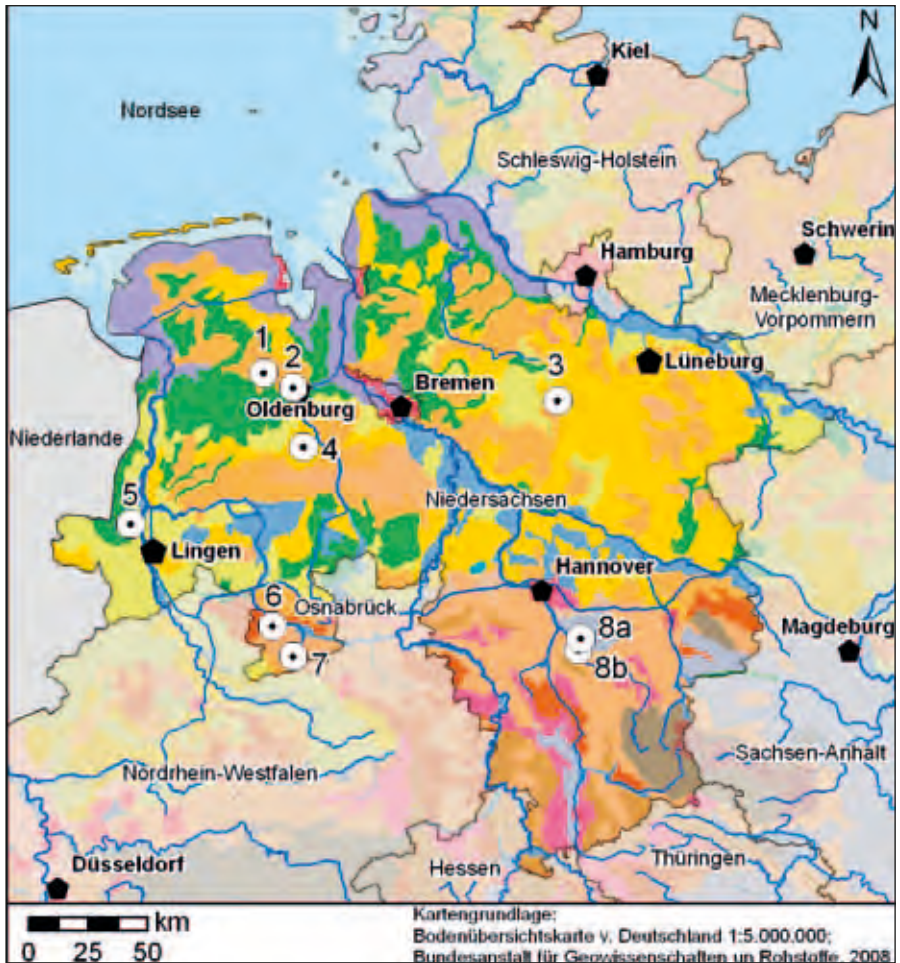 N
Kiel
Nordsee
Schleswig-Holstein
Schwerin
Hamburg
Mecklenburg-
Vorpommern
1
2
3
Lüneburg
Bremen
Oldenburg
Niederlande
4
Niedersachsen
5
Lingen
Hannover
6
Osnabrück
8a
Magdeburg
7
8b
Sachsen-Anhalt
Nordrhein-Westfalen
Düsseldorf
Hessen
Thüringen
km
0 25 50
Kartengrundlage:
Bodenübersichtskarte v. Deutschland 1:5.000.000;
Bundesanstalt für Geowissenschaften un Rohstoffe, 2008